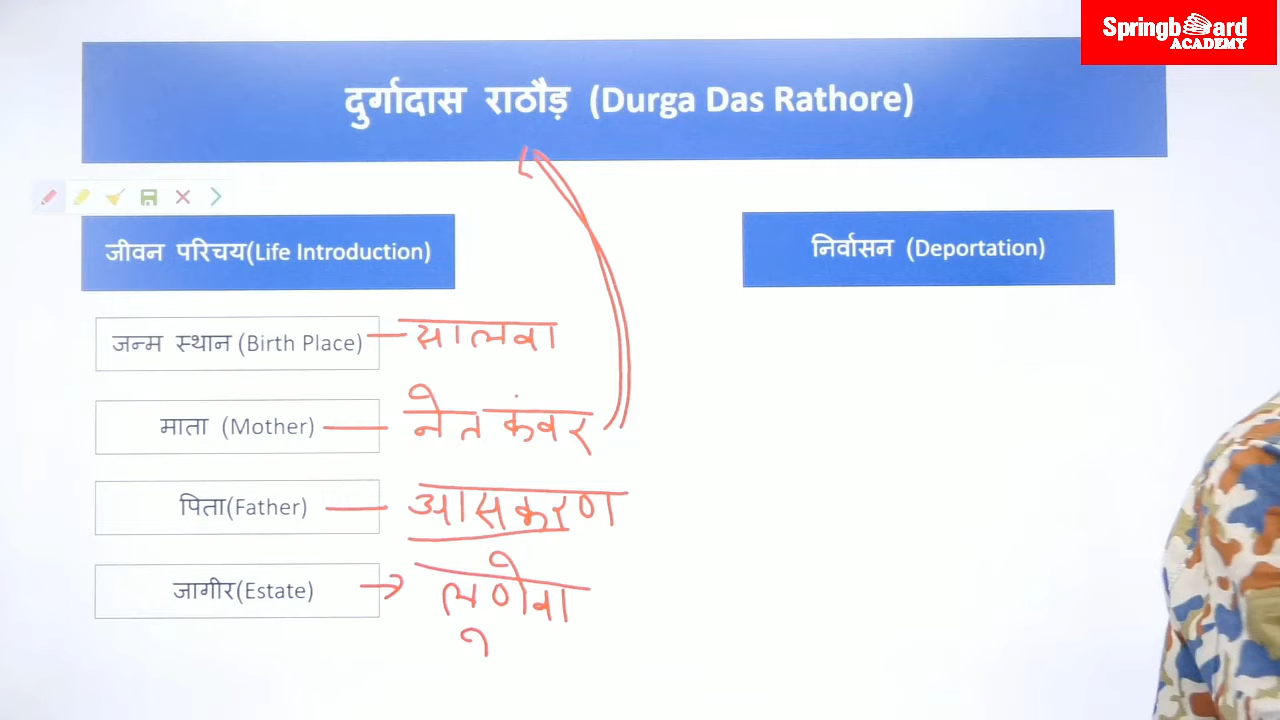 Springboard
ACADEMY
दुर्गादास राठौड़ (Durga Das Rathore)
जीवन परिचय(Life Introduction)
निर्वासन (Deportation)
जन्म स्थान (Birth Place) सालवा
माता (Mother) नेत कंवर
पिता(Father) आसकरण
जागीर(Estate) लूणेवा